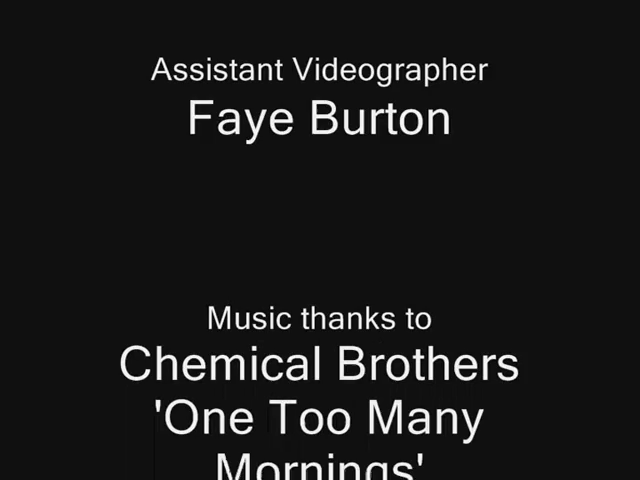 Assistant Videographer
Faye Burton
Music thanks to
Chemical Brothers
'One Too Many
Mornings'